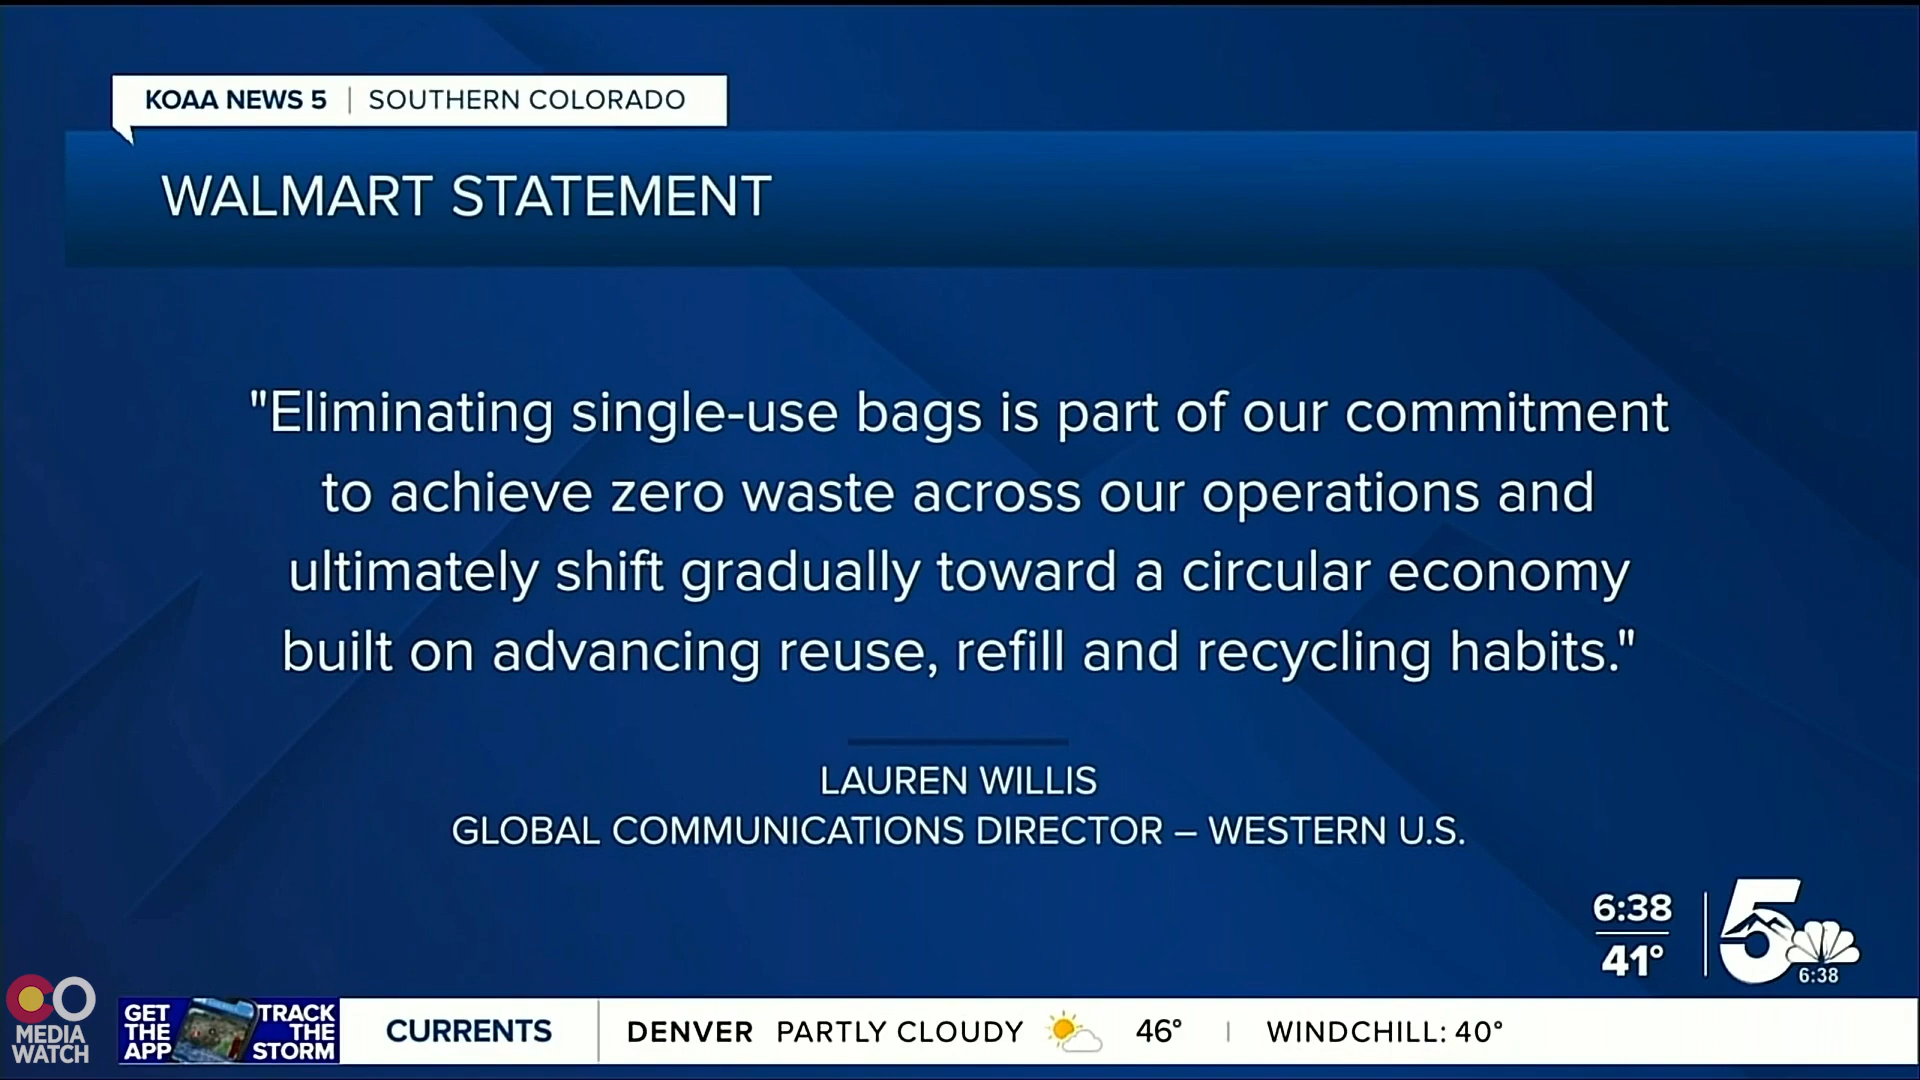 KOAA NEWS 5 | SOUTHERN COLORADO
WALMART STATEMENT
"Eliminating single-use bags is part of our commitment
to achieve zero waste across our operations and
ultimately shift gradually toward a circular economy
built on advancing reuse, refill and recycling habits."
LAUREN WILLIS
GLOBAL COMMUNICATIONS DIRECTOR – WESTERN U.S.
6:38
41°
5
6:38
CO
MEDIA
WATCH
GET
THE
APP
TRACK
THE
STORM
CURRENTS
DENVER PARTLY CLOUDY 46° | WINDCHILL: 40°